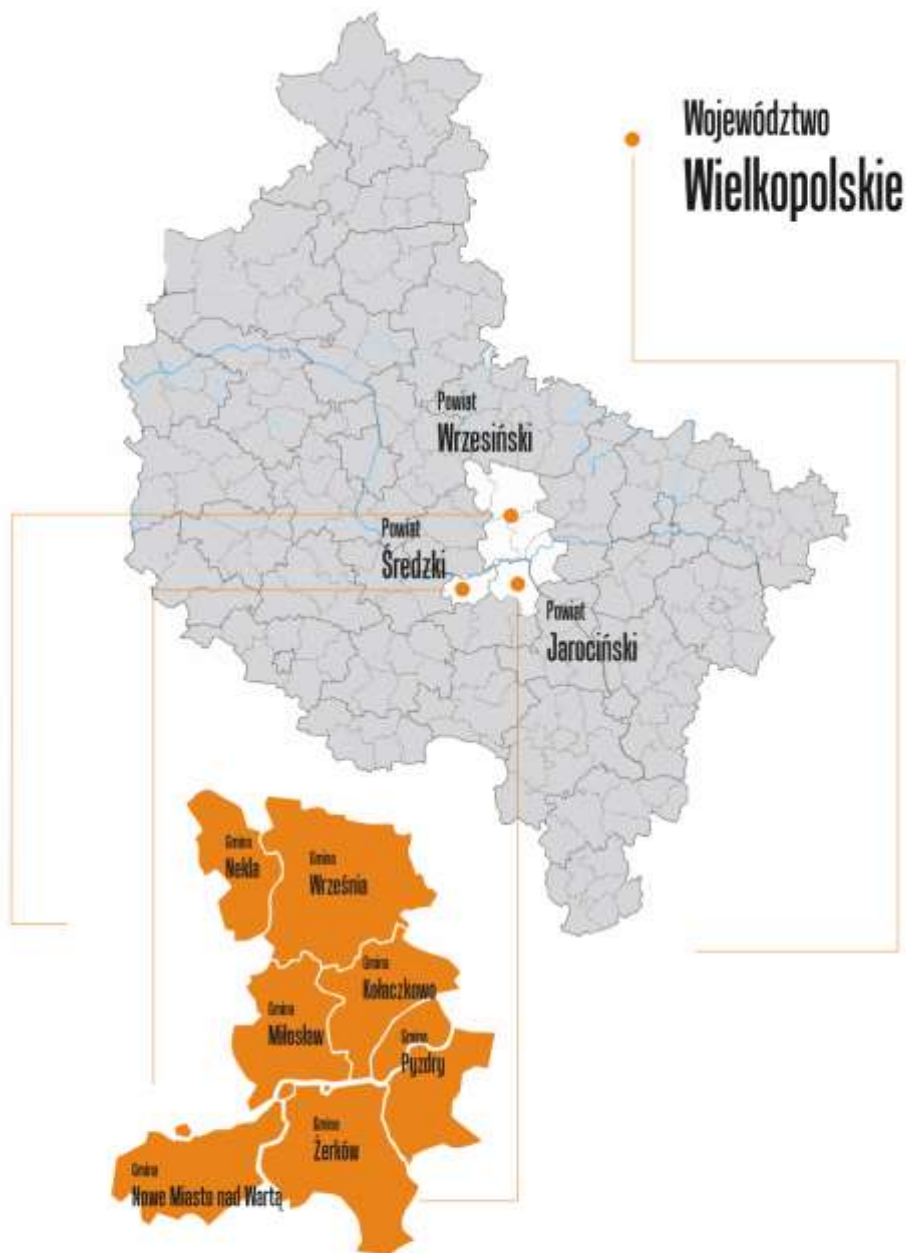 Województwo
Wielkopolskie
Powiat
Wrzesiński
Powiat
Średzki
Powiat
Jarociński
Gmina
Nekla
Gmina
Września
Gmina
Kołaczkowo
Gmina
Miłosław
Gmina
Pyzdry
Gmina
Żerków
Gmina
Nowe Miasto nad Wartą